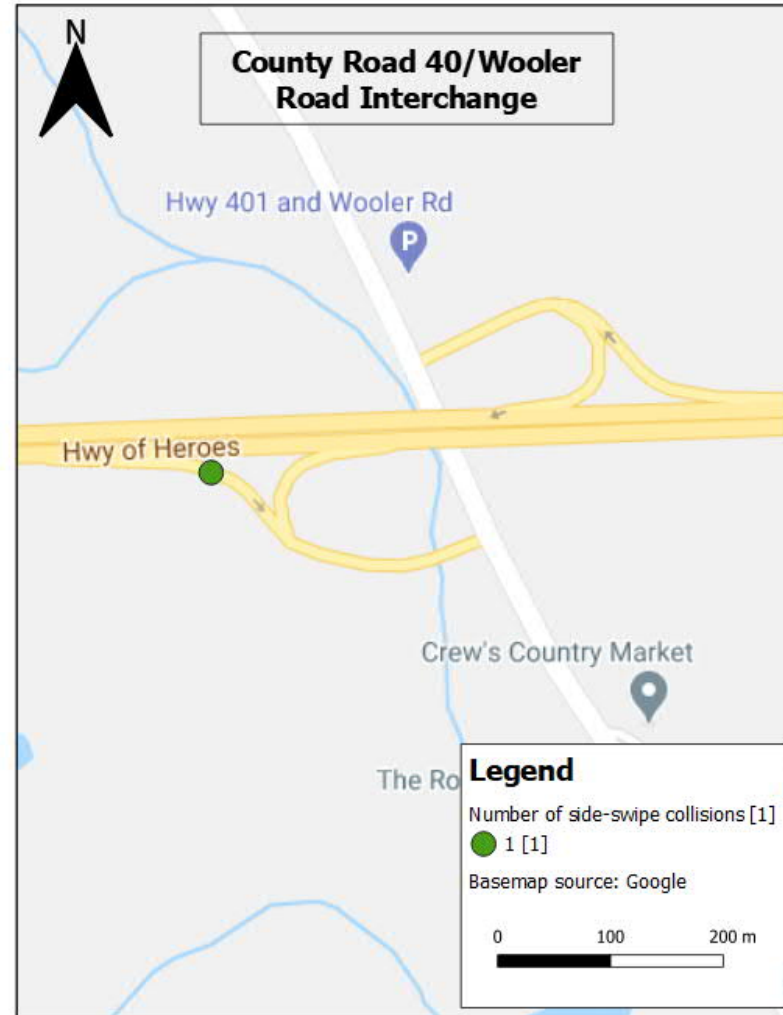 N
County Road 40/Wooler
Road Interchange
Hwy 401 and Wooler Rd
P
Hwy of Heroes
Crew's Country Market
The Ro
Legend
Number of side-swipe collisions [1]
1 [1]
Basemap source: Google
0 100 200 m